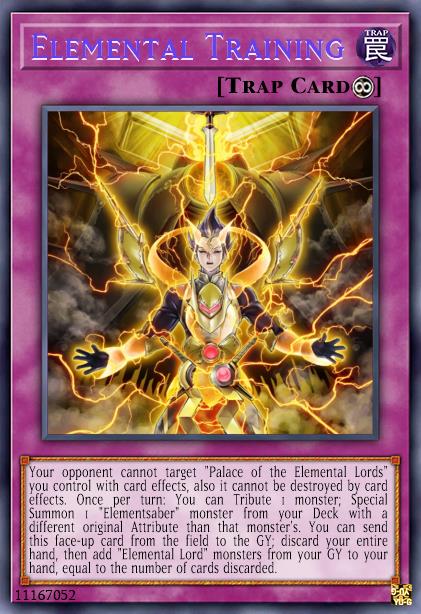 Elemental Training
TRAP
罠
[Trap Card]
Your opponent cannot target "Palace of the Elemental Lords"
you control with card effects, also it cannot be destroyed by card
effects. Once per turn: You can Tribute 1 monster; Special
Summon 1 "Elementsaber" monster from your Deck with a
different original Attribute than that monster's. You can send
this face-up card from the field to the GY; discard your entire
hand, then add "Elemental Lord" monsters from your GY to your
hand, equal to the number of cards discarded.
11167052